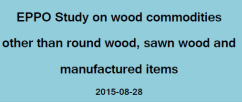 EPPO Study on wood commodities
other than round wood, sawn wood and
manufactured items
2015-08-28